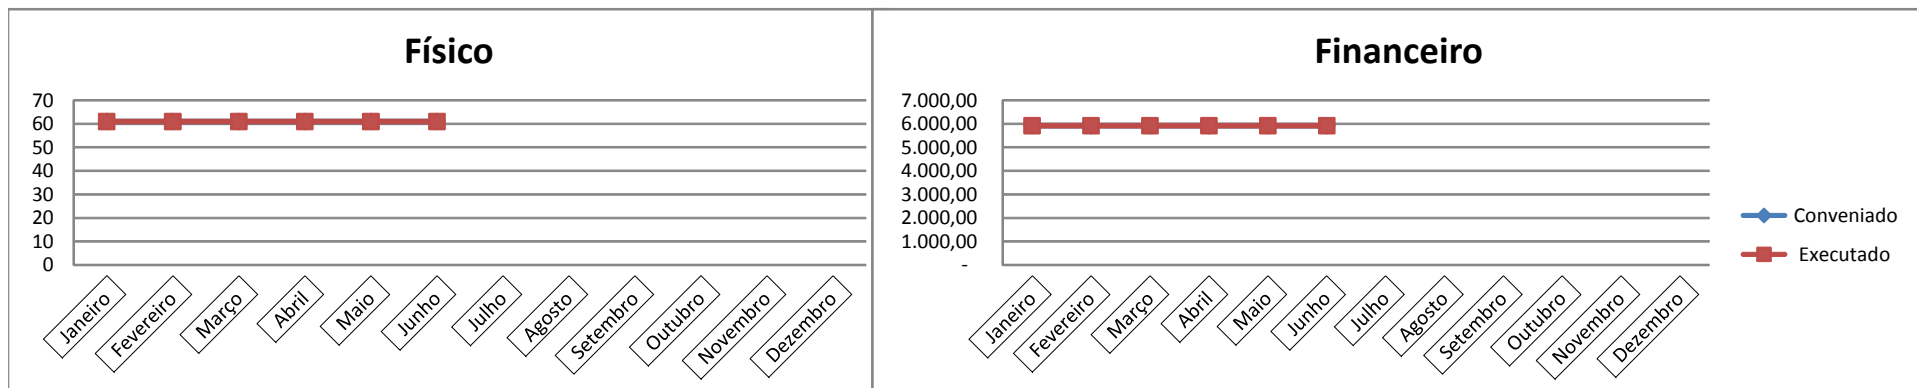 Físico
70
60
50
40
30
20
10
0
Janeiro
Fevereiro
Março
Abril
Maio
Junho
Julho
Agosto
Setembro
Outubro
Novembro
Dezembro
Financeiro
7.000,00
6.000,00
5.000,00
4.000,00
3.000,00
2.000,00
1.000,00
-
Janeiro
Fevereiro
Março
Abril
Maio
Junho
Julho
Agosto
Setembro
Outubro
Novembro
Dezembro
Conveniado
Executado